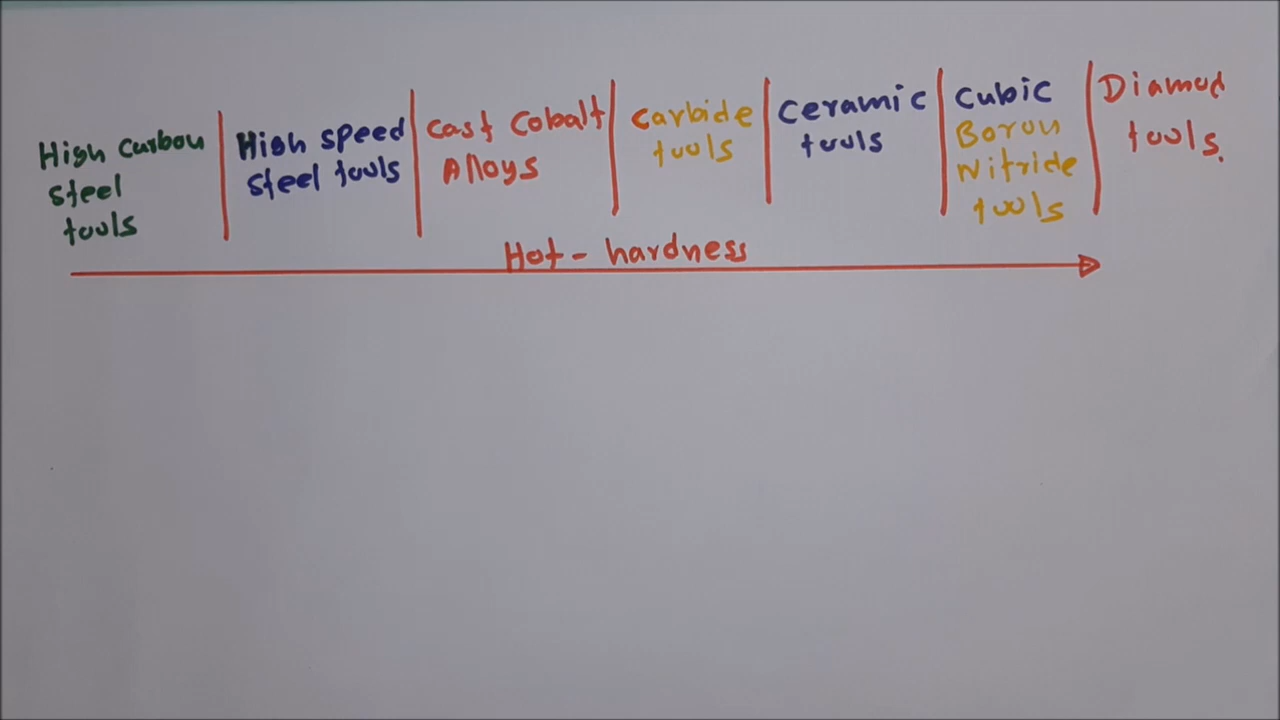 High carbon
steel
tools
High speed
steel tools
Cast Cobalt
Alloys
Carbide
tools
Ceramic
tools
Cubic
Boron
Nitride
tools
Diamod
tools.
Hot - hardness